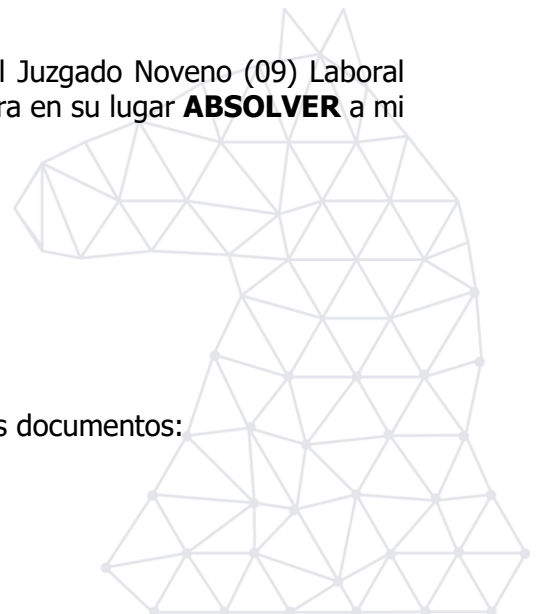 l Juzgado Noveno (09) Laboral
ra en su lugar ABSOLVER a mi
s documentos: